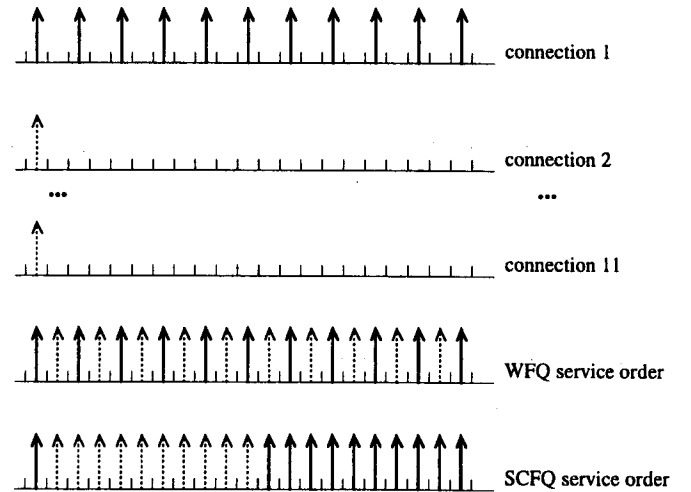 connection 1
connection 2
... ...
connection 11
WFQ service order
SCFQ service order